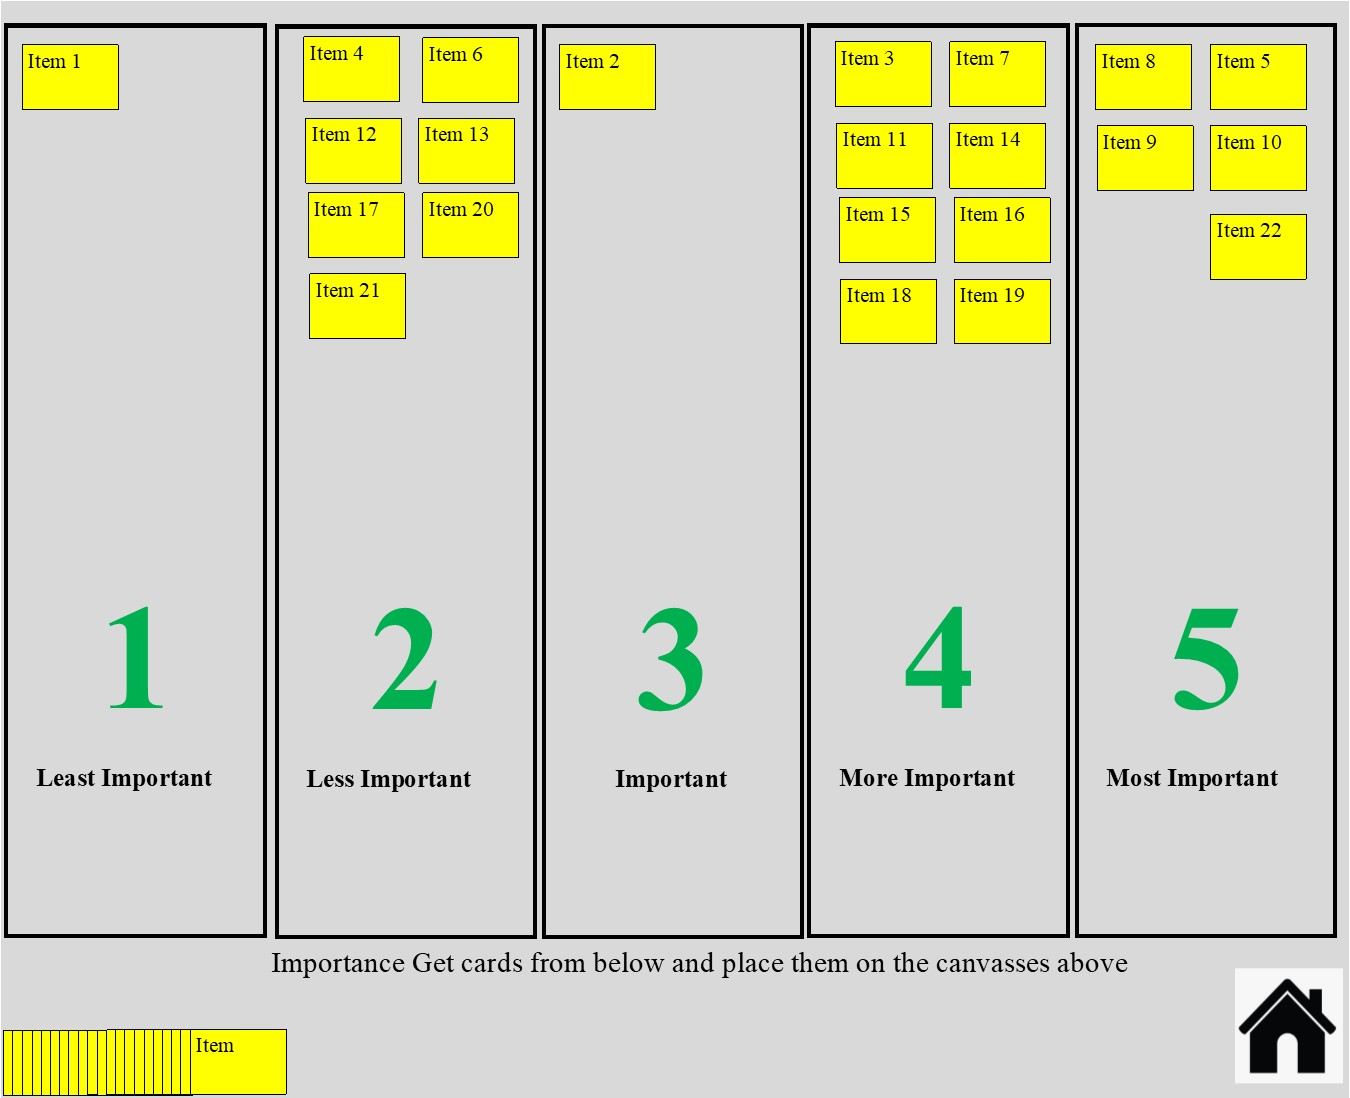 Item 1
Item 4
Item 6
Item 12
Item 13
Item 17
Item 20
Item 21
Item 2
Item 3
Item 7
Item 11
Item 14
Item 15
Item 16
Item 18
Item 19
Item 8
Item 5
Item 9
Item 10
Item 22
1
2
3
4
5
Least Important
Less Important
Important
More Important
Most Important
Importance Get cards from below and place them on the canvasses above
Item